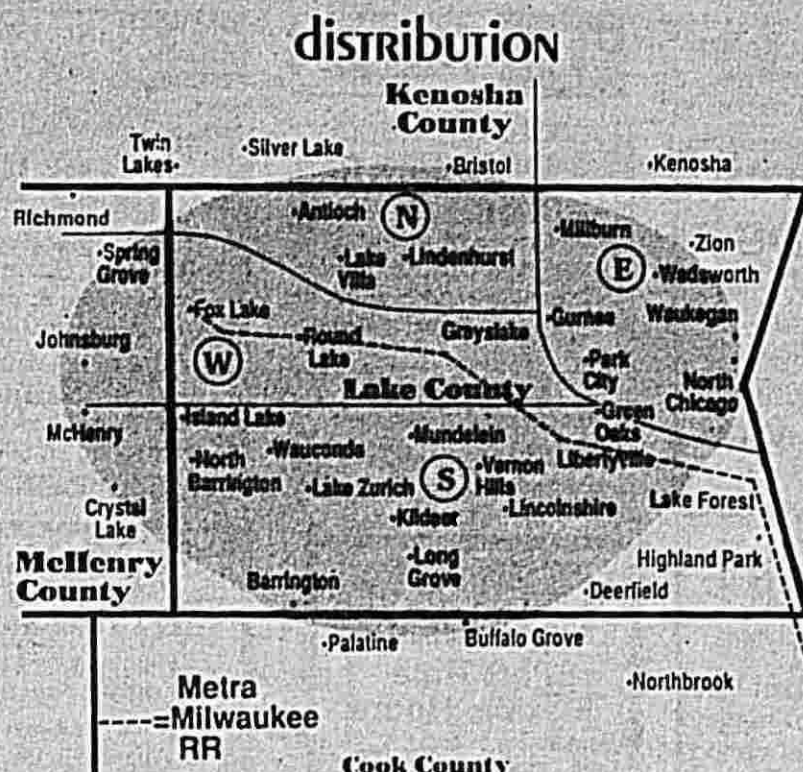 distribution
Kenosha
County
Twin
Lakes
Silver Lake
Bristol
Kenosha
Richmond
Antioch
N
Millburn
Spring
Grove
Lake
Villa
Lindenhurst
E
Zion
Wadsworth
Fox Lake
Grayslake
Gurnee
Waukegan
Johnsburg
Round
Lake
W
Park
City
Lake County
North
Chicago
McHenry
Island Lake
Green
Oaks
Mundelein
Wauconda
North
Barrington
Lake Zurich
S
Vernon
Hills
Libertyville
Crystal
Lake
Kildeer
Lincolnshire
Lake Forest
McHenry
County
Long
Grove
Barrington
Highland Park
Deerfield
Palatine
Buffalo Grove
Northbrook
Metra
----=Milwaukee
RR
Cook County